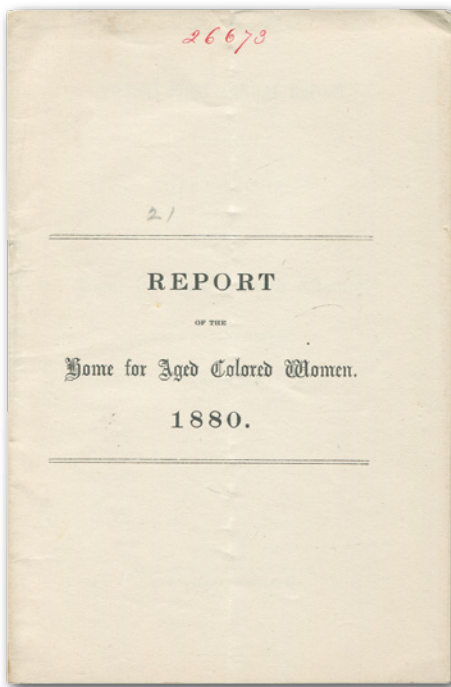 26673
21
REPORT
OF THE
Home for Aged Colored Women.
1880.